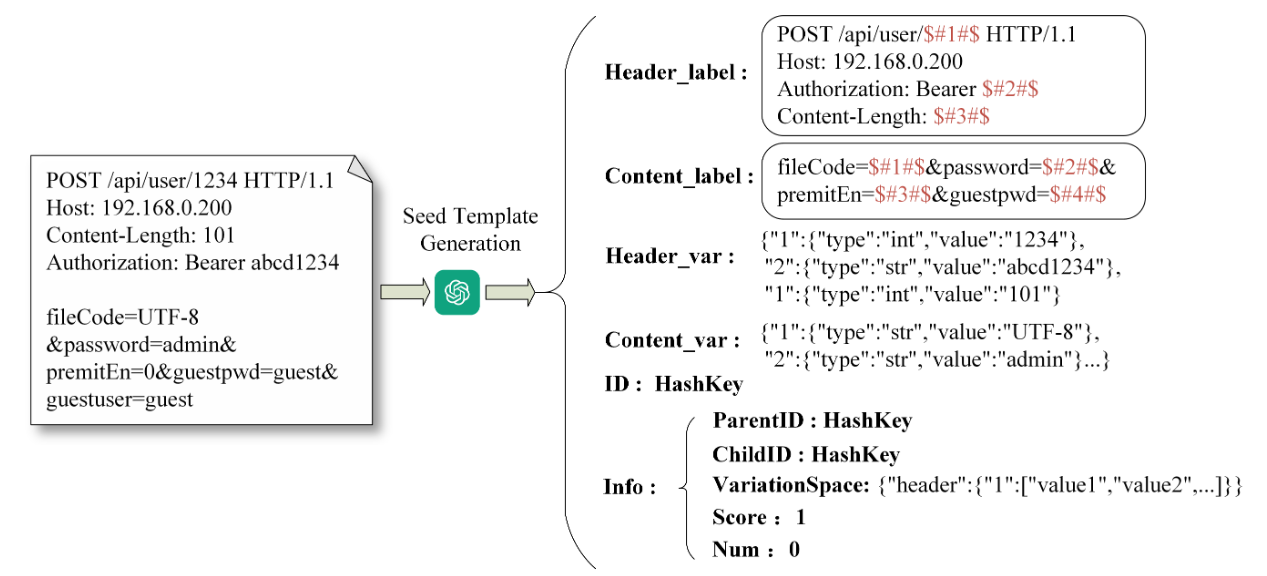 POST /api/user/1234 HTTP/1.1
Host: 192.168.0.200
Content-Length: 101
Authorization: Bearer abcd1234
fileCode=UTF-8
&password=admin&
premitEn=0&guestpwd=guest&
guestuser=guest
Seed Template
Generation
Header_label :
POST /api/user/$#1#$ HTTP/1.1
Host: 192.168.0.200
Authorization: Bearer $#2#$
Content-Length: $#3#$
Content_label :
fileCode=$#1#$&password=$#2#$&
premitEn=$#3#$&guestpwd=$#4#$
Header_var :
{"1":{"type":"int","value":"1234"},
"2":{"type":"str","value":"abcd1234"},
"1":{"type":"int","value":"101"}
Content_var :
{"1":{"type":"str","value":"UTF-8"},
"2":{"type":"str","value":"admin"}...}
ID : HashKey
Info :
ParentID : HashKey
ChildID : HashKey
VariationSpace: {"header":{"1":["value1","value2",...]}}
Score : 1
Num : 0